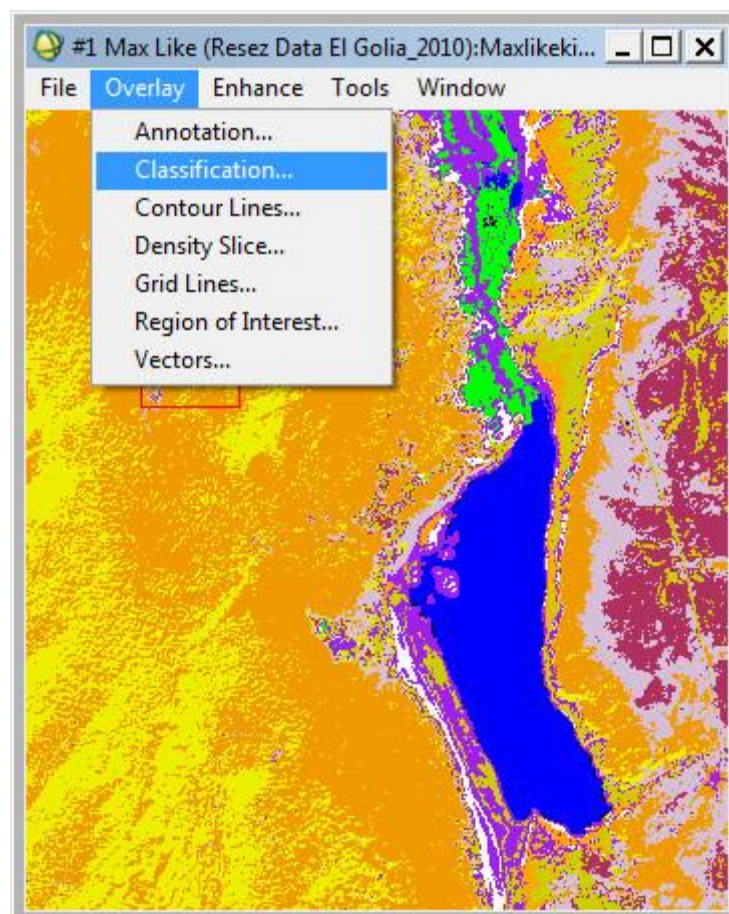 #1 Max Like (Resez Data El Golia_2010):Maxlikeki...
File Overlay Enhance Tools Window
Annotation...
Classification...
Contour Lines...
Density Slice...
Grid Lines...
Region of Interest...
Vectors...